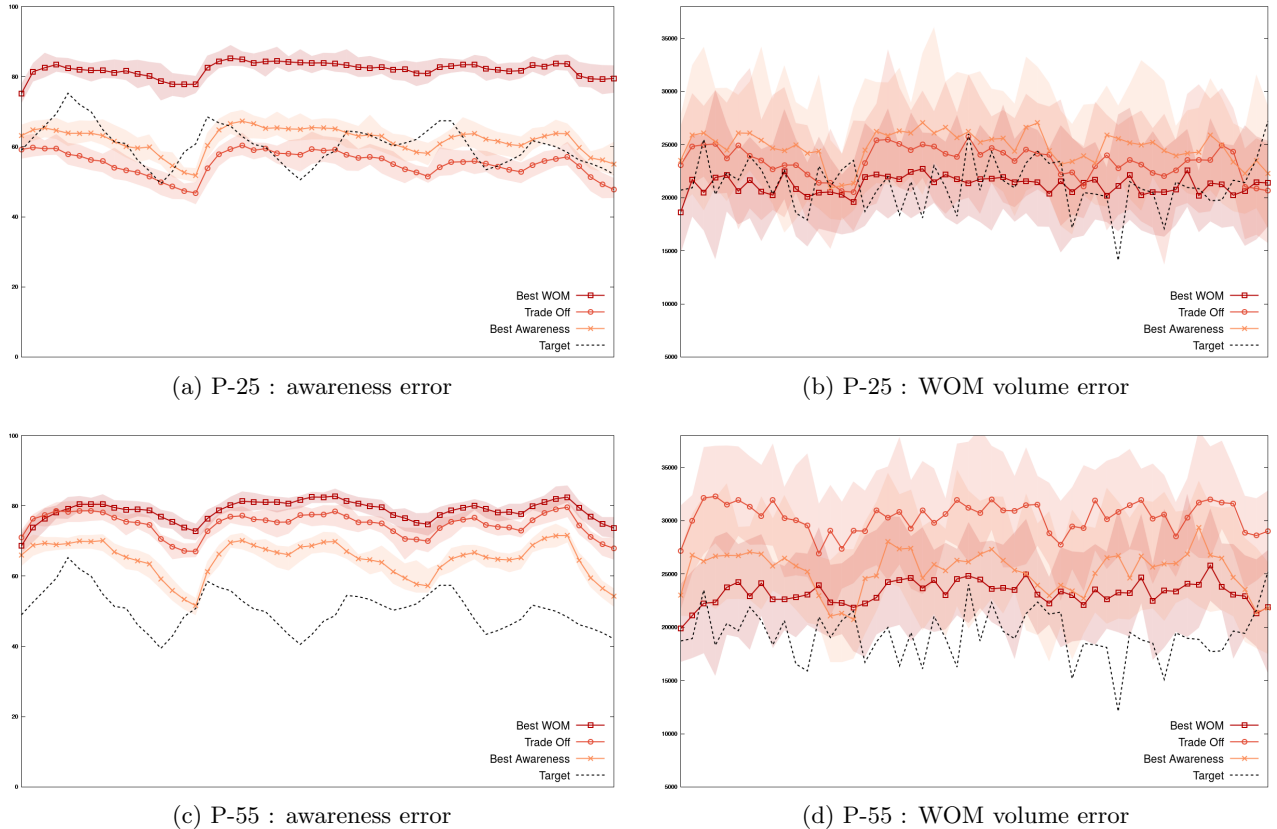 100
80
60
40
20
0
Best WOM
Trade Off
Best Awareness
Target
(a) P-25 : awareness error
35000
30000
25000
20000
15000
10000
5000
Best WOM
Trade Off
Best Awareness
Target
(b) P-25 : WOM volume error
100
80
60
40
20
0
Best WOM
Trade Off
Best Awareness
Target
(c) P-55 : awareness error
35000
30000
25000
20000
15000
10000
5000
Best WOM
Trade Off
Best Awareness
Target
(d) P-55 : WOM volume error